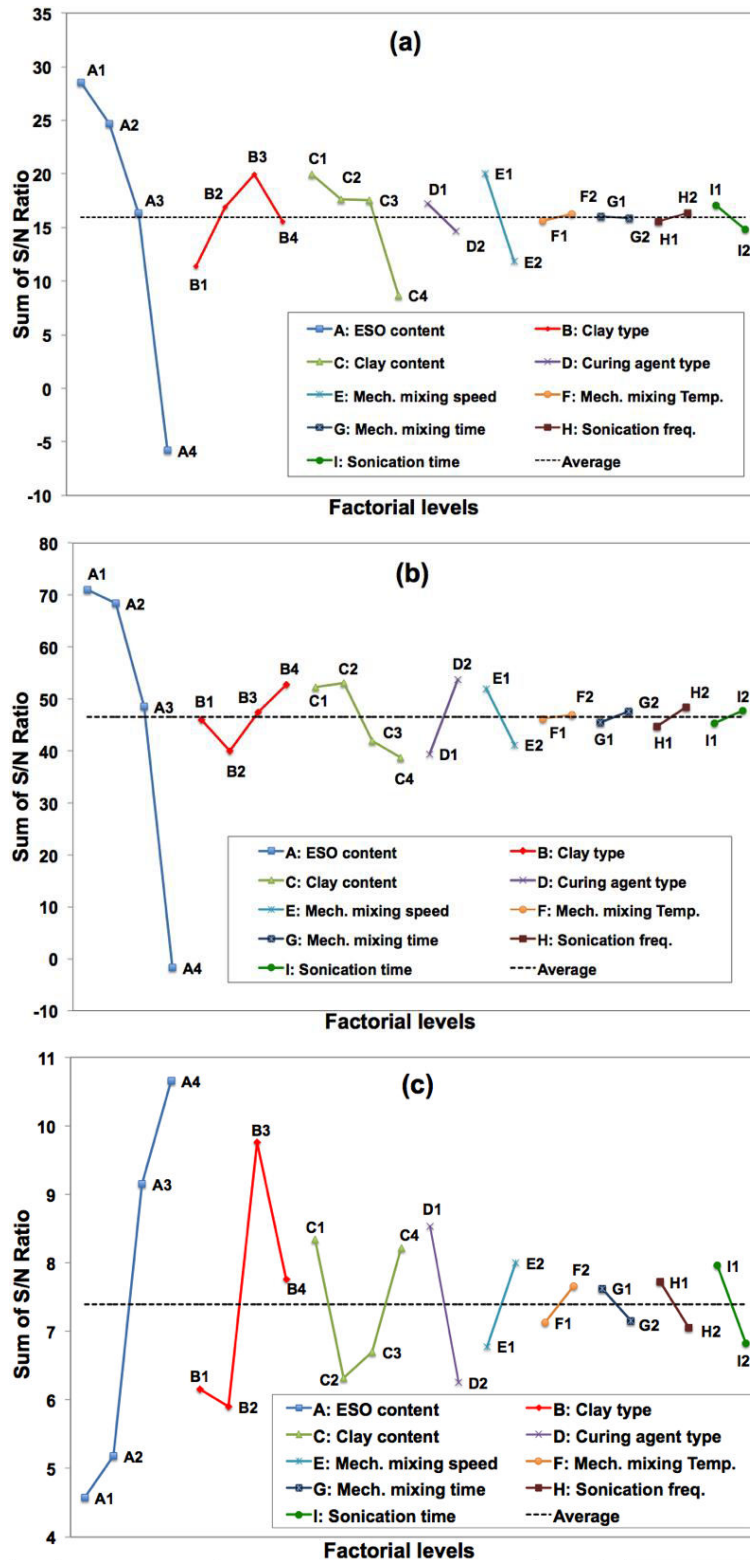 (a)
Sum of S/N Ratio
35
30
25
20
15
10
5
0
-5
-10
A1
A2
A3
A4
B1
B2
B3
B4
C1
C2
C3
C4
D1
D2
E1
E2
F1
F2
G1
G2
H1
H2
I1
I2
A: ESO content
B: Clay type
C: Clay content
D: Curing agent type
E: Mech. mixing speed
F: Mech. mixing Temp.
G: Mech. mixing time
H: Sonication freq.
I: Sonication time
Average
Factorial levels
(b)
Sum of S/N Ratio
80
70
60
50
40
30
20
10
0
-10
A1
A2
A3
A4
B1
B2
B3
B4
C1
C2
C3
C4
D1
D2
E1
E2
F1
F2
G1
G2
H1
H2
I1
I2
A: ESO content
B: Clay type
C: Clay content
D: Curing agent type
E: Mech. mixing speed
F: Mech. mixing Temp.
G: Mech. mixing time
H: Sonication freq.
I: Sonication time
Average
Factorial levels
(c)
Sum of S/N Ratio
11
10
9
8
7
6
5
4
A1
A2
A3
A4
B1
B2
B3
B4
C1
C2
C3
C4
D1
D2
E1
E2
F1
F2
G1
G2
H1
H2
I1
I2
A: ESO content
B: Clay type
C: Clay content
D: Curing agent type
E: Mech. mixing speed
F: Mech. mixing Temp.
G: Mech. mixing time
H: Sonication freq.
I: Sonication time
Average
Factorial levels